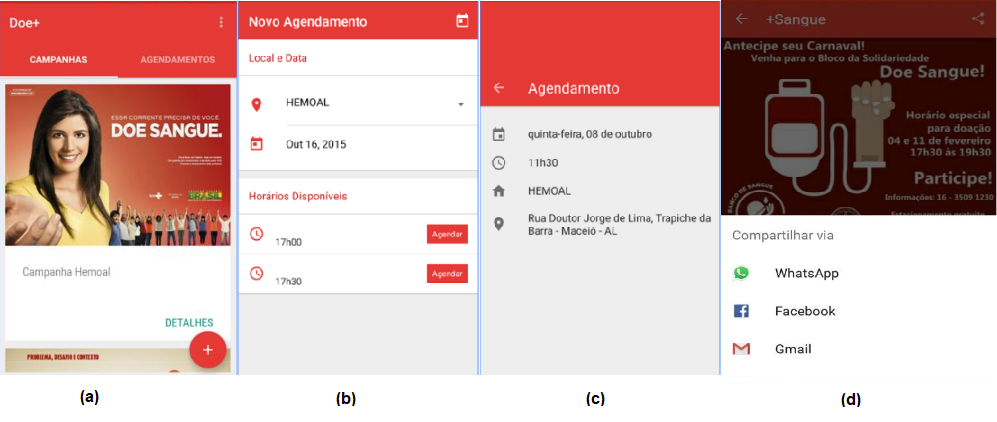 Doe+
CAMPANHAS
AGENDAMENTOS
ESSA CORRENTE PRECISA DE VOCÊ.
DOE SANGUE.
BRASIL
Campanha Hemoal
DETALHES
+
PROBLEMA, DESAFIO E CONTEXTO
(a)
Novo Agendamento
Local e Data
HEMOAL
Out 16, 2015
Horários Disponíveis
17h00
Agendar
17h30
Agendar
(b)
Agendamento
quinta-feira, 08 de outubro
11h30
HEMOAL
Rua Doutor Jorge de Lima, Trapiche da
Barra - Maceió - AL
(c)
+Sangue
Antecipe seu Carnaval!
Venha para o Bloco da Solidariedade
Doe Sangue!
Horário especial
para doação
04 e 11 de fevereiro
17h30 às 19h30
Participe!
BANCO DE SANGUE
Informações: 16 - 3509 1230
Estacionamento gratuito
Compartilhar via
WhatsApp
Facebook
Gmail
(d)